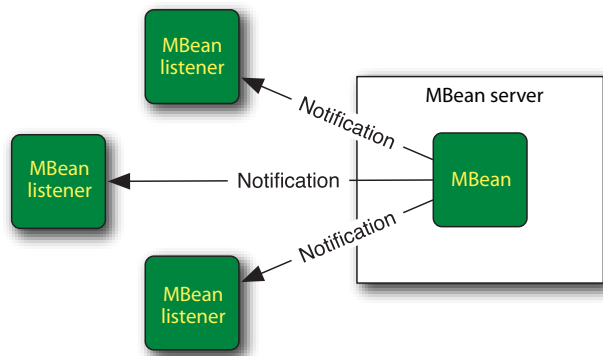 MBean
listener
MBean server
Notification
MBean
listener
Notification
MBean
Notification
MBean
listener